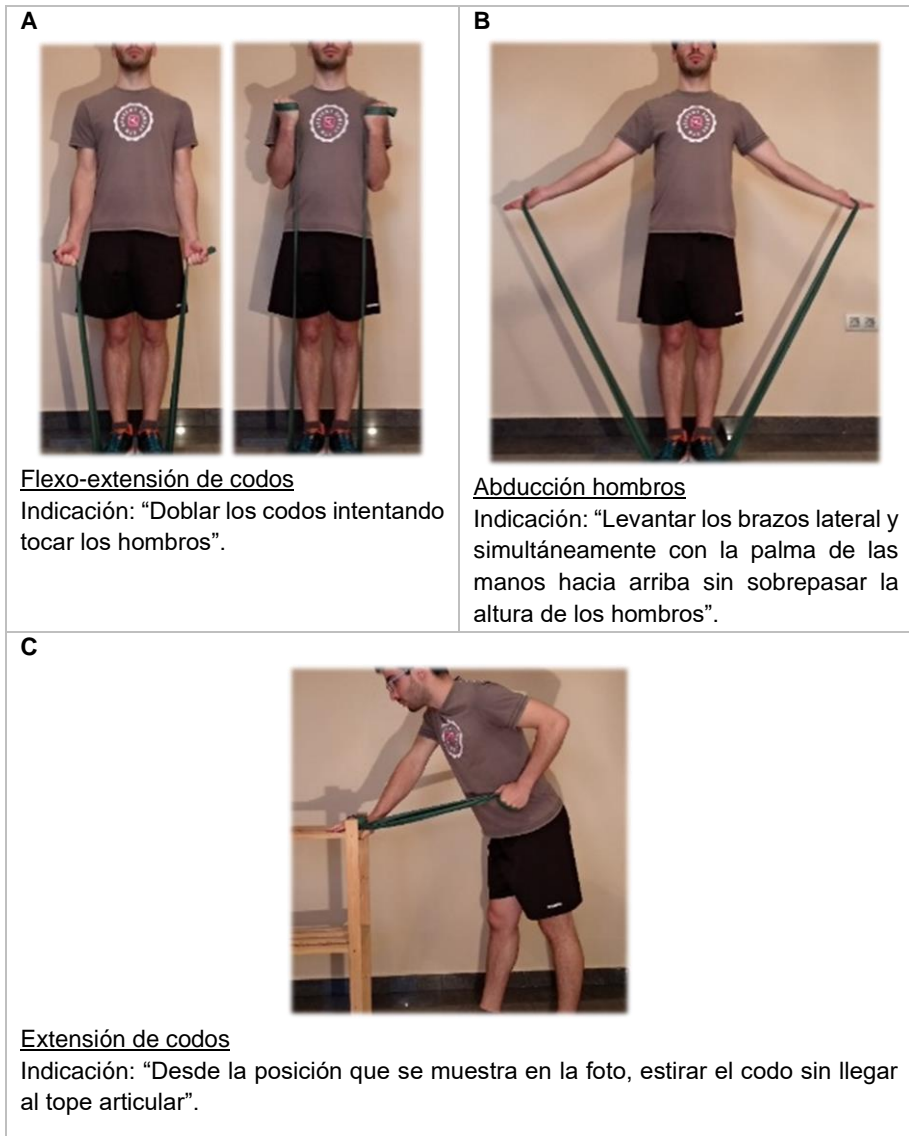 A
B
Flexo-extensión de codos
Indicación: “Doblar los codos intentando
tocar los hombros”.
Abducción hombros
Indicación: “Levantar los brazos lateral y
simultáneamente con la palma de las
manos hacia arriba sin sobrepasar la
altura de los hombros”.
C
Extensión de codos
Indicación: “Desde la posición que se muestra en la foto, estirar el codo sin llegar
al tope articular”.